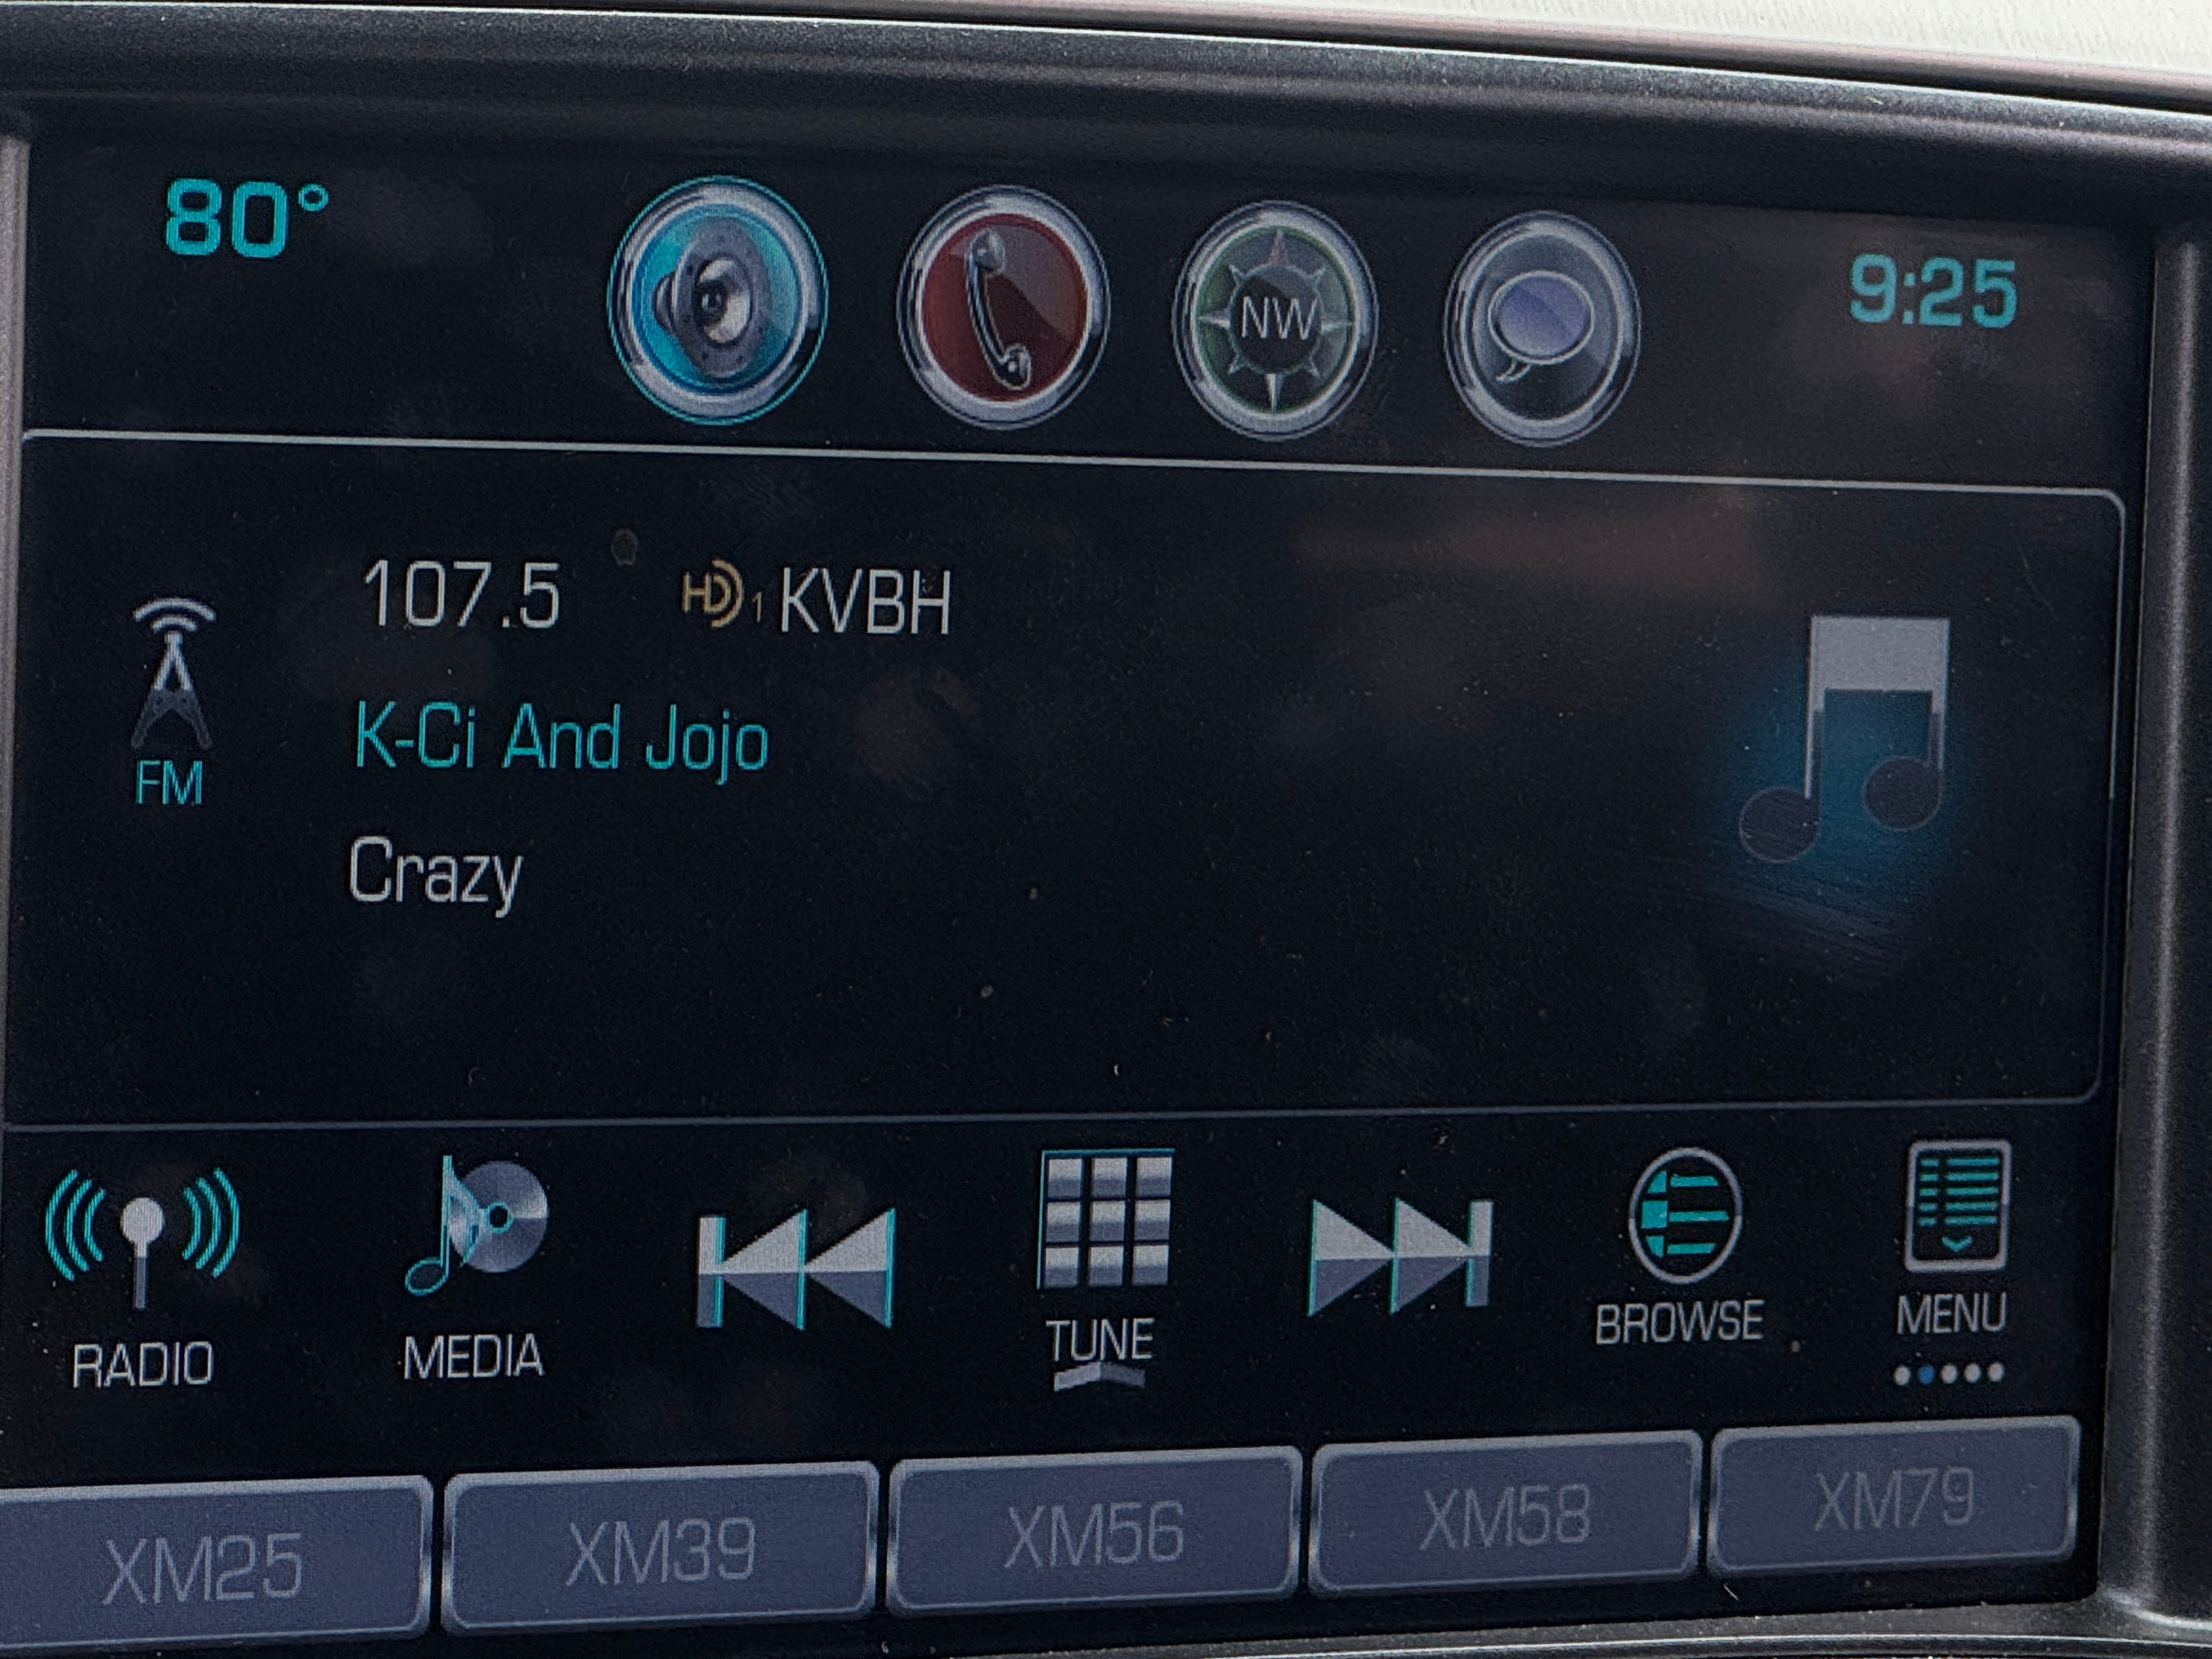 80° NW 9:25
107.5 HD 1 KVBH
K-Ci And Jojo
FM
Crazy
RADIO MEDIA TUNE BROWSE MENU
XM25 XM39 XM56 XM58 XM79